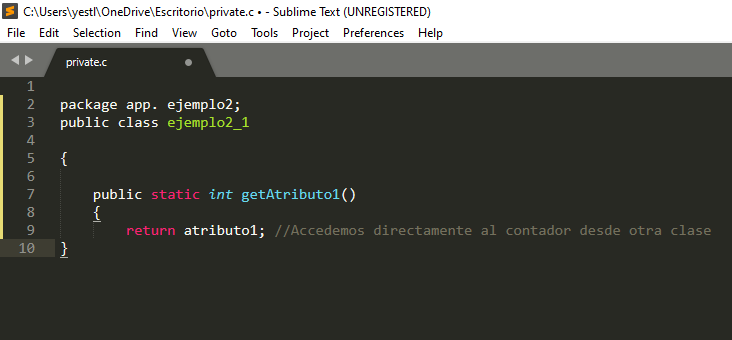 C:\Users\yestl\OneDrive\Escritorio\private.c • - Sublime Text (UNREGISTERED)
File Edit Selection Find View Goto Tools Project Preferences Help
private.c
1
2 package app. ejemplo2;
3 public class ejemplo2_1
4
5 {
6
7 public static int getAtributo1()
8 {
9 return atributo1; //Accedemos directamente al contador desde otra clase
10 }